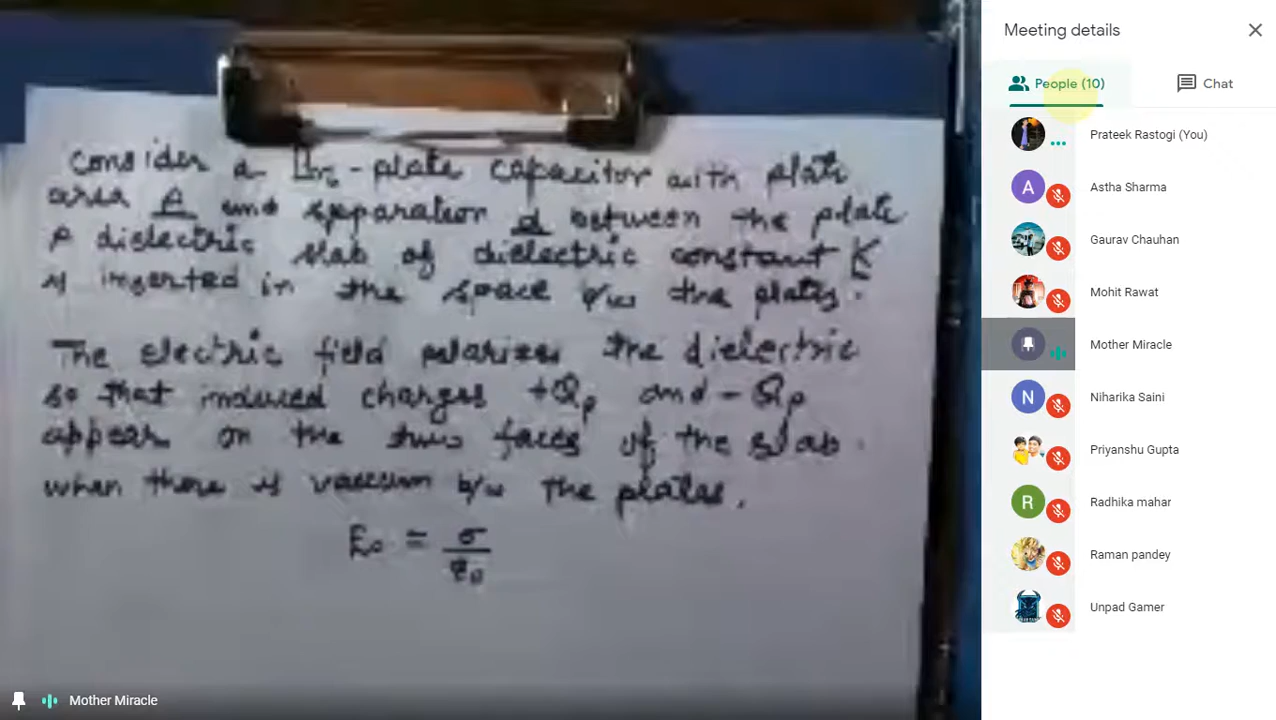 Consider a llr-plate capacitor with plate
area A and separation d between the plate
A dielectric slab of dielectric constant K
is inserted in the space b/w the plates.
The electric field polarizes the dielectric
so that induced charges +Qp and -Qp
appear on the two faces of the slab.
when there is vaccum b/w the plates.
E₀ = σ/ε₀
Mother Miracle
Meeting details
People (10)
Chat
Prateek Rastogi (You)
A Astha Sharma
Gaurav Chauhan
Mohit Rawat
Mother Miracle
N Niharika Saini
Priyanshu Gupta
R Radhika mahar
Raman pandey
Unpad Gamer